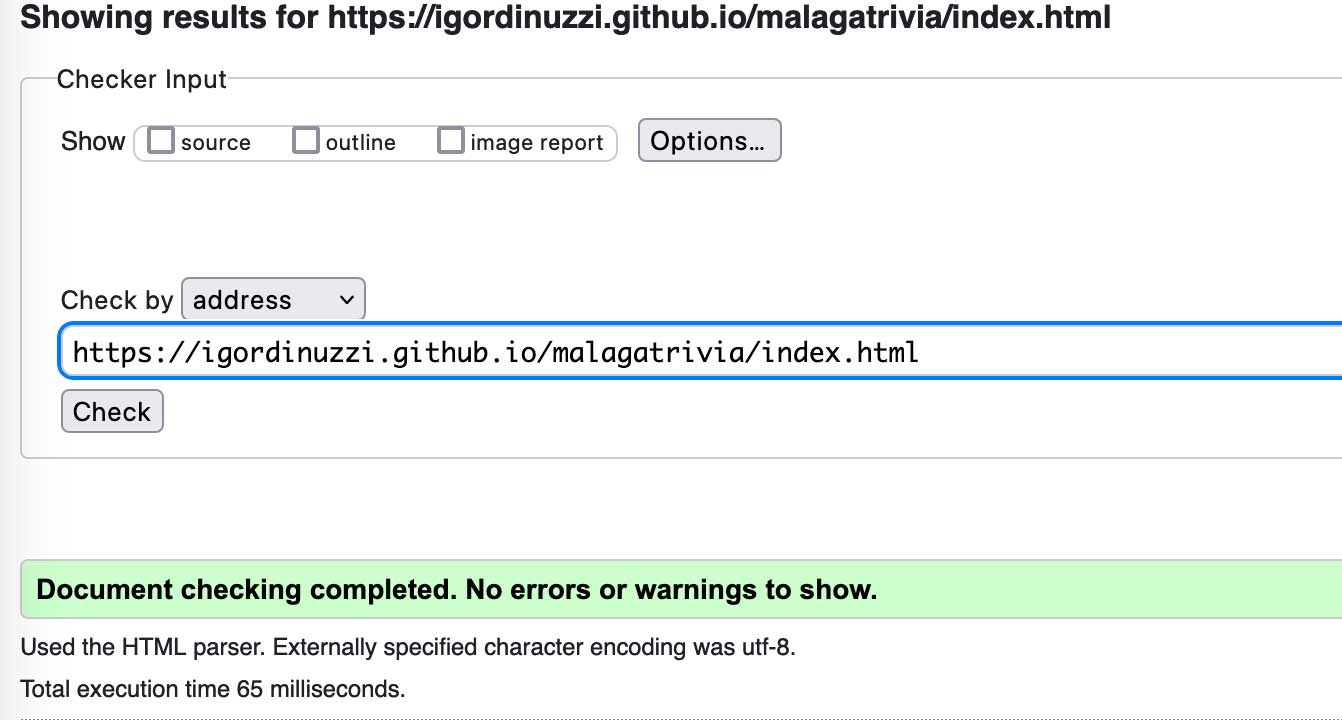 Showing results for https://igordinuzzi.github.io/malagatrivia/index.html
Checker Input
Show source outline image report Options...
Check by address
https://igordinuzzi.github.io/malagatrivia/index.html
Check
Document checking completed. No errors or warnings to show.
Used the HTML parser. Externally specified character encoding was utf-8.
Total execution time 65 milliseconds.